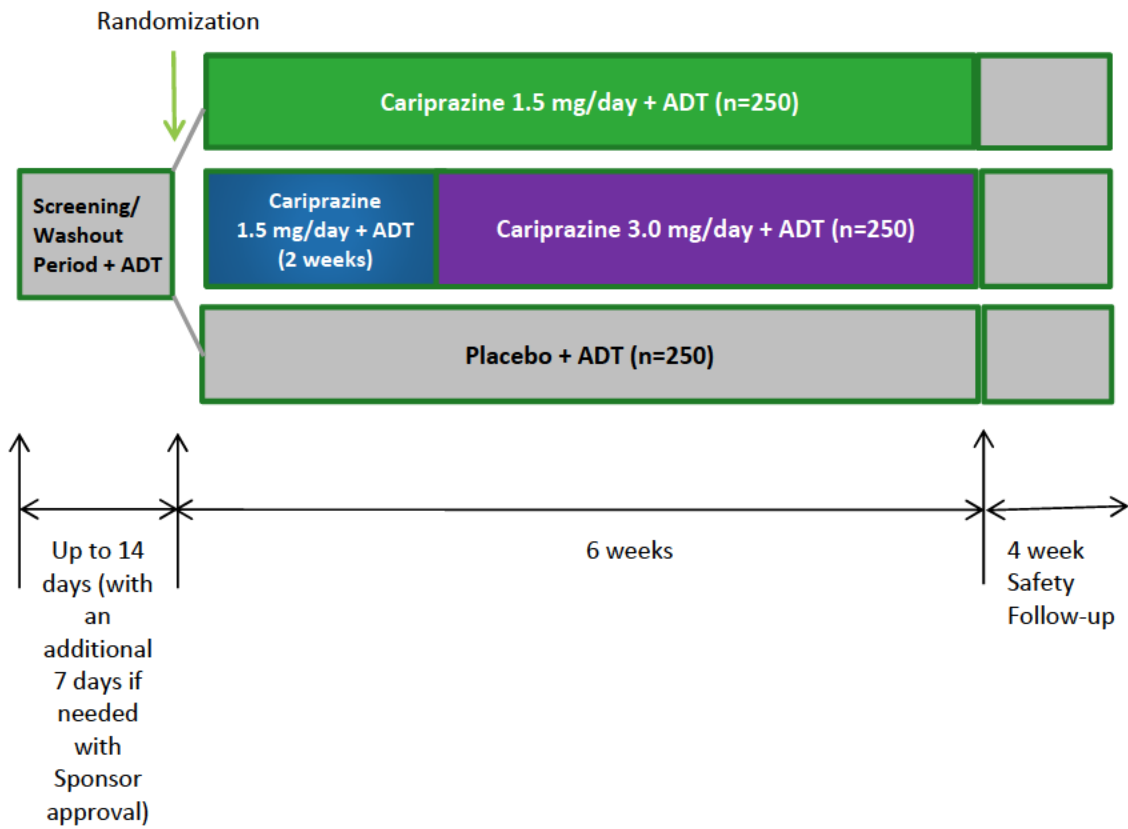 Randomization
Cariprazine 1.5 mg/day + ADT (n=250)
Screening/
Washout
Period + ADT
Cariprazine
1.5 mg/day + ADT
(2 weeks)
Cariprazine 3.0 mg/day + ADT (n=250)
Placebo + ADT (n=250)
Up to 14
days (with
an
additional
7 days if
needed
with
Sponsor
approval)
6 weeks
4 week
Safety
Follow-up